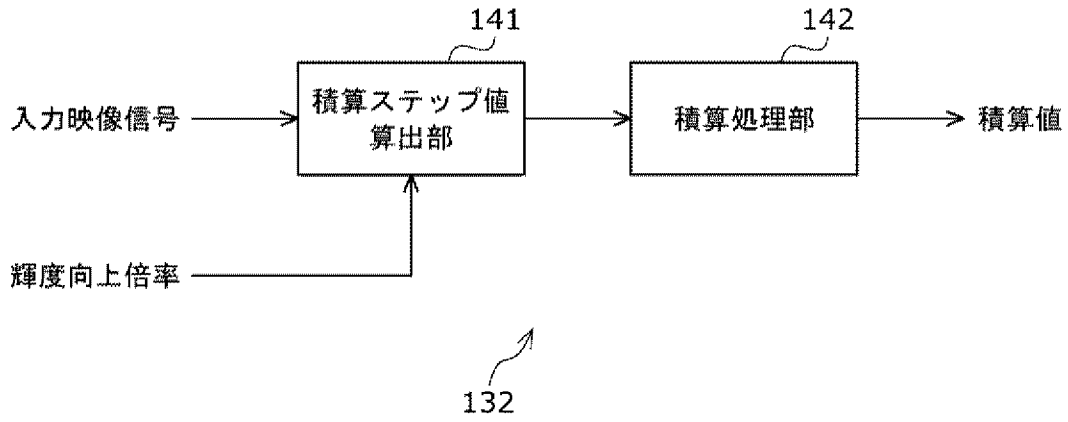 141
142
入力映像信号
積算ステップ値
算出部
積算処理部
積算値
輝度向上倍率
132